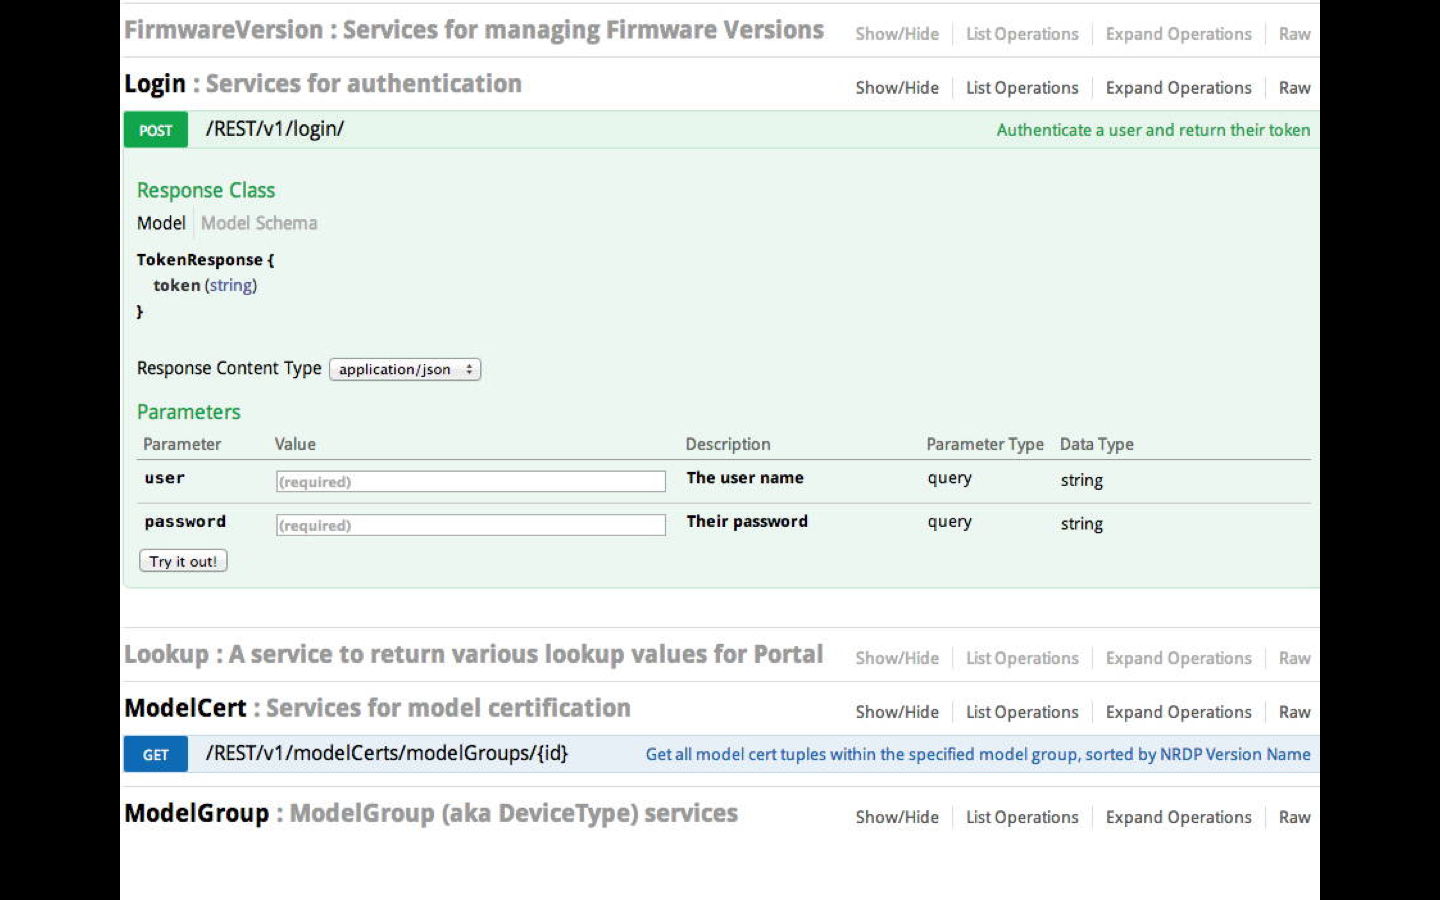 FirmwareVersion : Services for managing Firmware Versions Show/Hide List Operations Expand Operations Raw
Login : Services for authentication Show/Hide List Operations Expand Operations Raw
POST /REST/v1/login/ Authenticate a user and return their token
Response Class
Model Model Schema
TokenResponse {
token (string)
}
Response Content Type application/json
Parameters
Parameter Value Description Parameter Type Data Type
user (required) The user name query string
password (required) Their password query string
Try it out!
Lookup : A service to return various lookup values for Portal Show/Hide List Operations Expand Operations Raw
ModelCert : Services for model certification Show/Hide List Operations Expand Operations Raw
GET /REST/v1/modelCerts/modelGroups/{id} Get all model cert tuples within the specified model group, sorted by NRDP Version Name
ModelGroup : ModelGroup (aka DeviceType) services Show/Hide List Operations Expand Operations Raw